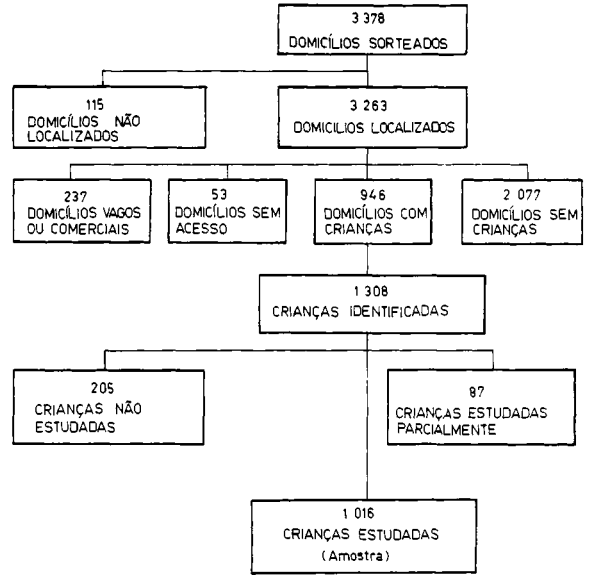 3 378
DOMICÍLIOS SORTEADOS
115
DOMICÍLIOS NÃO
LOCALIZADOS
3 263
DOMICILIOS LOCALIZADOS
237
DOMICÍLIOS VAGOS
OU COMERCIAIS
53
DOMICÍLIOS SEM
ACESSO
946
DOMICÍLIOS COM
CRIANÇAS
2 077
DOMICÍLIOS SEM
CRIANÇAS
1 308
CRIANÇAS IDENTIFICADAS
205
CRIANÇAS NÃO
ESTUDADAS
87
CRIANÇAS ESTUDADAS
PARCIALMENTE
1 016
CRIANÇAS ESTUDADAS
(Amostra)